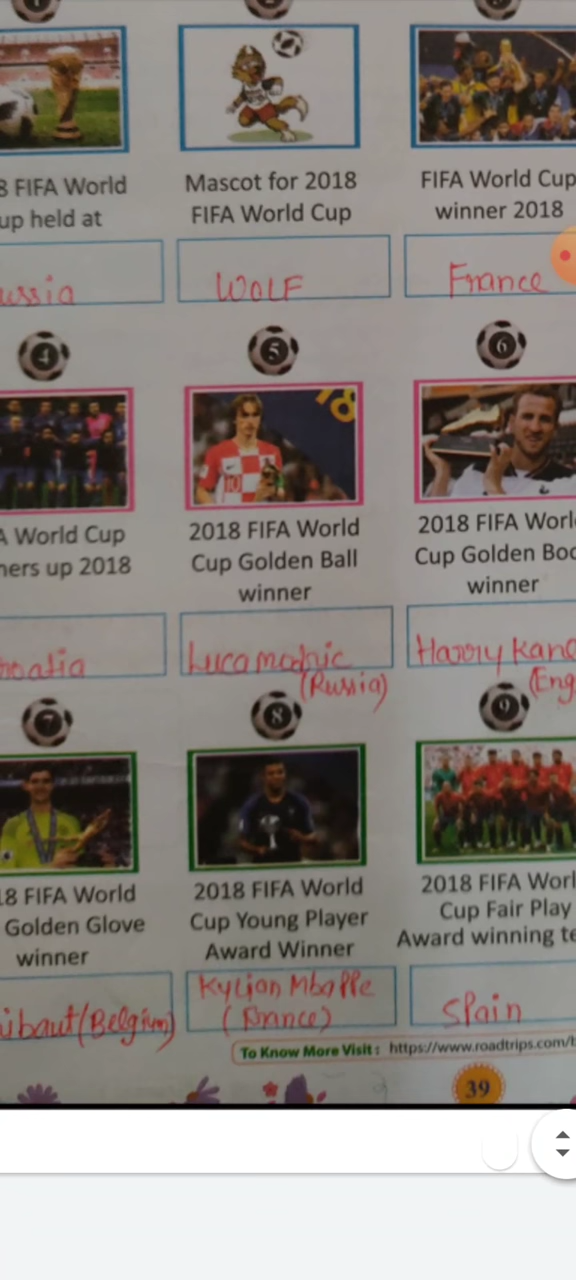 8 FIFA World
up held at
ussia
Mascot for 2018
FIFA World Cup
WOLF
FIFA World Cup
winner 2018
France
4
A World Cup
ners up 2018
roatia
5
2018 FIFA World
Cup Golden Ball
winner
Luca modric
(Russia)
6
2018 FIFA Worl
Cup Golden Boo
winner
Harry Kane
(Eng
7
18 FIFA World
Golden Glove
winner
ibaut (Belgium)
8
2018 FIFA World
Cup Young Player
Award Winner
Kylian Mbappe
(France)
9
2018 FIFA Worl
Cup Fair Play
Award winning te
Spain
To Know More Visit : https://www.roadtrips.com/
39